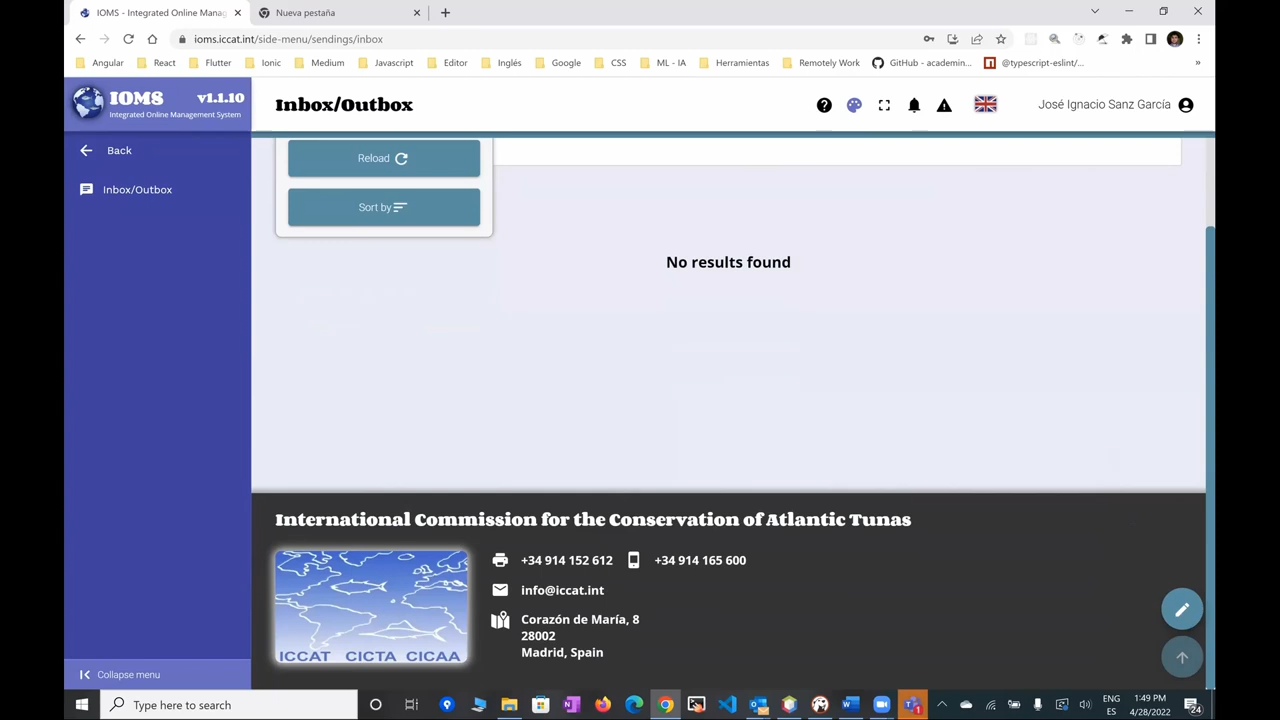 IOMS - Integrated Online Manag
Nueva pestaña
ioms.iccat.int/side-menu/sendings/inbox
Angular
React
Flutter
Ionic
Medium
Javascript
Editor
Inglés
Google
CSS
ML - IA
Herramientas
Remotely Work
GitHub - academin...
@typescript-eslint/...
»
IOMS v1.1.10
Integrated Online Management System
Inbox/Outbox
José Ignacio Sanz García
Back
Inbox/Outbox
Reload
Sort by
No results found
International Commission for the Conservation of Atlantic Tunas
+34 914 152 612
+34 914 165 600
info@iccat.int
Corazón de María, 8
28002
Madrid, Spain
ICCAT CICTA CICAA
Collapse menu
Type here to search
ENG
ES
1:49 PM
4/28/2022
24